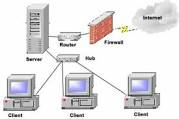 Internet
Router
Firewall
Server
Hub
Client
Client
Client